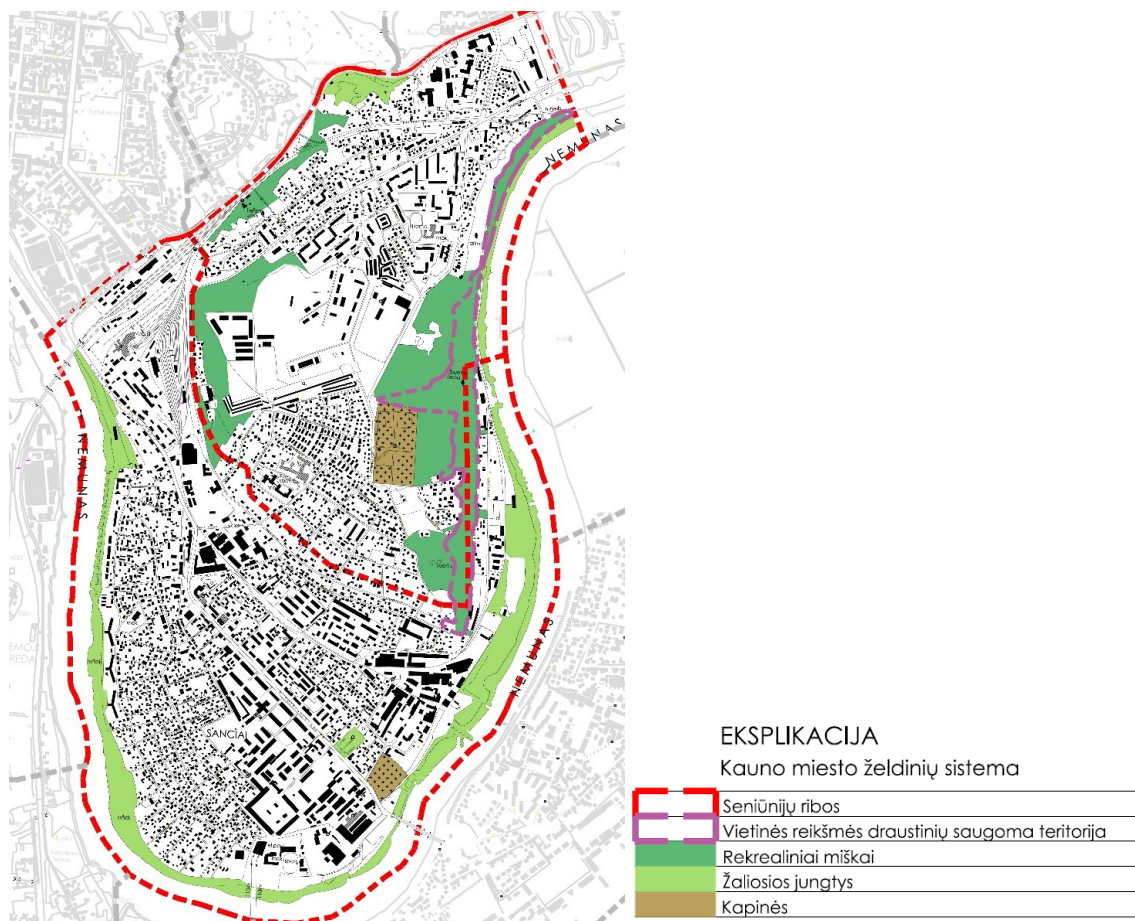 NEMUNAS
NEMUNAS
NEMUNAS
SANČIAI
EKSPLIKACIJA
Kauno miesto želdinių sistema
Seniūnijų ribos
Vietinės reikšmės draustinių saugoma teritorija
Rekrealiniai miškai
Žaliosios jungtys
Kapinės